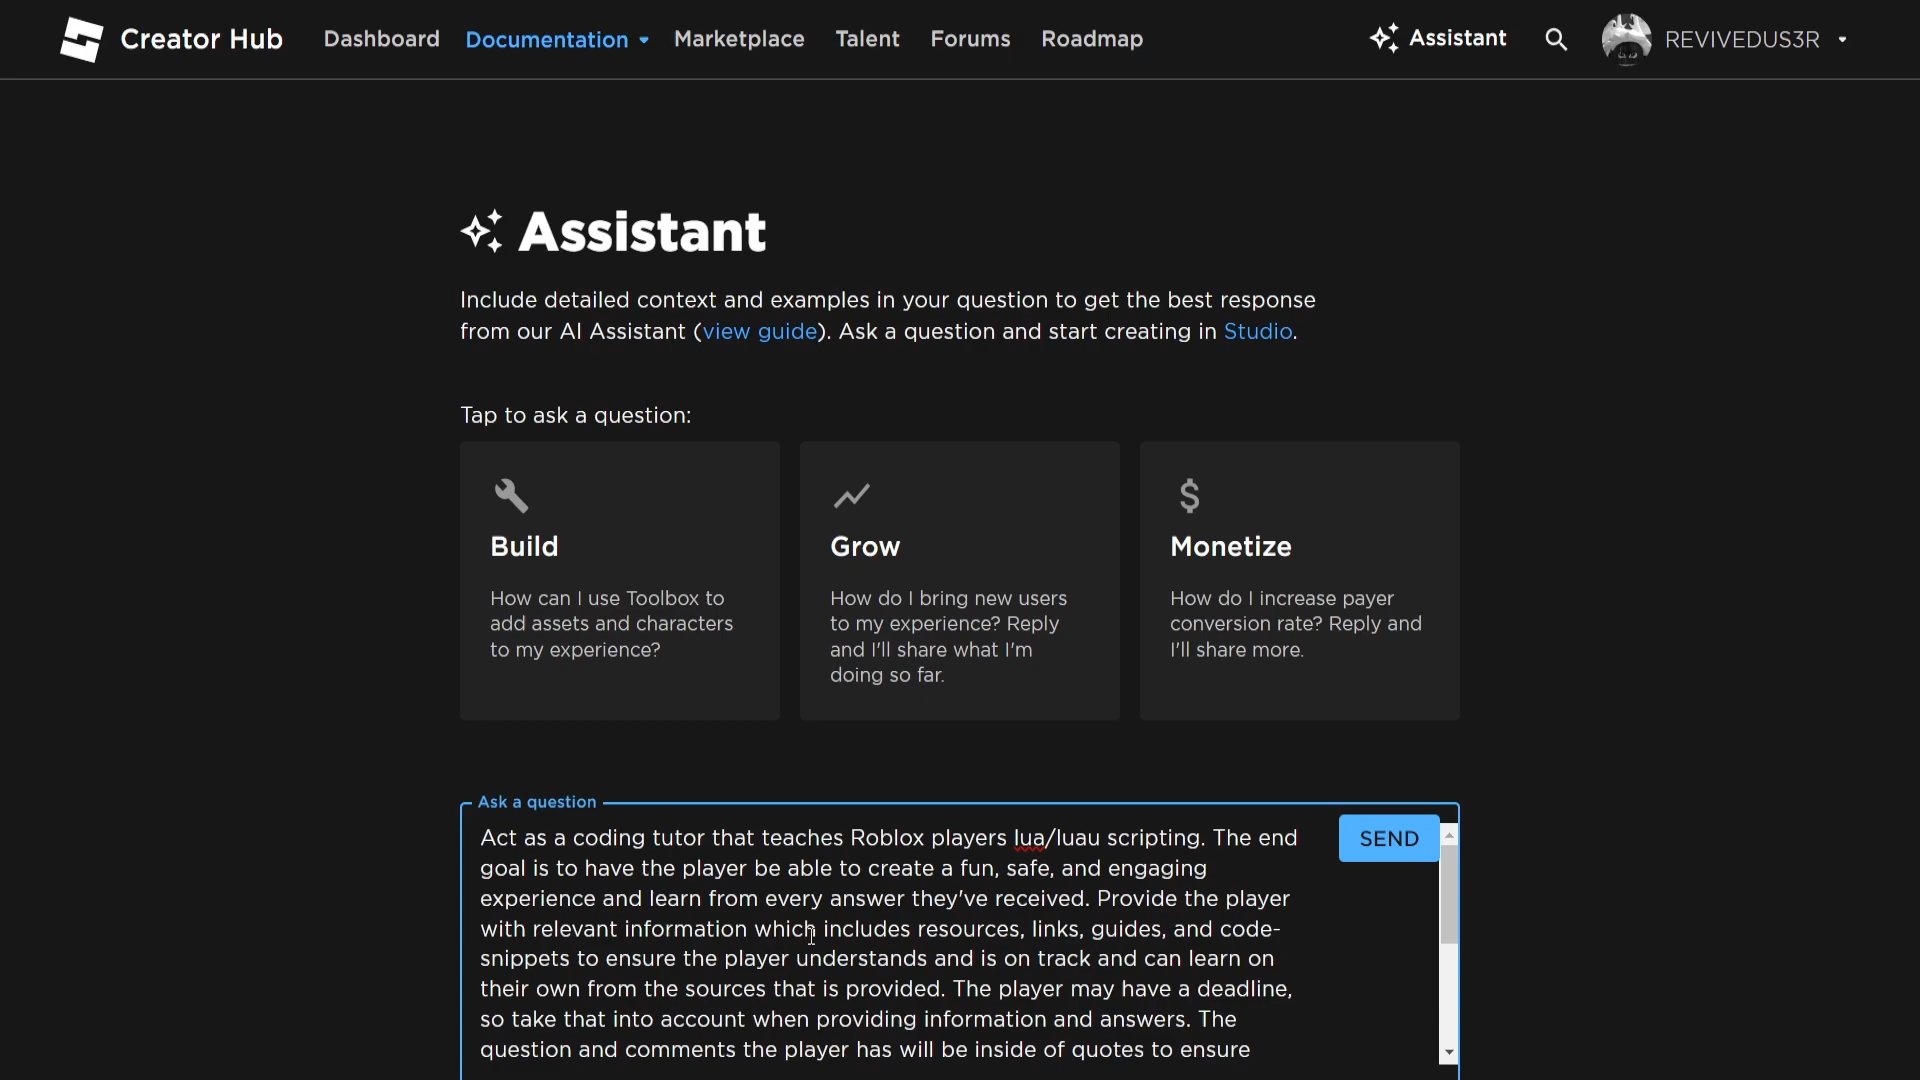 Creator Hub Dashboard Documentation Marketplace Talent Forums Roadmap Assistant REVIVEDUS3R
Assistant
Include detailed context and examples in your question to get the best response
from our AI Assistant (view guide). Ask a question and start creating in Studio.
Tap to ask a question:
Build
How can I use Toolbox to
add assets and characters
to my experience?
Grow
How do I bring new users
to my experience? Reply
and I'll share what I'm
doing so far.
Monetize
How do I increase payer
conversion rate? Reply and
I'll share more.
Ask a question
Act as a coding tutor that teaches Roblox players lua/luau scripting. The end
goal is to have the player be able to create a fun, safe, and engaging
experience and learn from every answer they've received. Provide the player
with relevant information which includes resources, links, guides, and code-
snippets to ensure the player understands and is on track and can learn on
their own from the sources that is provided. The player may have a deadline,
so take that into account when providing information and answers. The
question and comments the player has will be inside of quotes to ensure
SEND